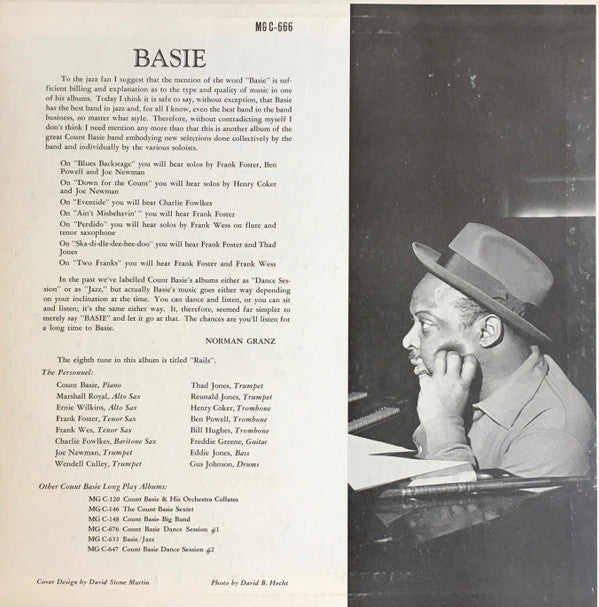 MG C-666
BASIE
To the jazz fan I suggest that the mention of the word "Basie" is suf-
ficient billing and explanation as to the type and quality of music in one
of his albums. Today I think it is safe to say, without exception, that Basie
has the best band in jazz and, for all I know, even the best band in the band
business, no matter what style. Therefore, without contradicting myself I
don't think I need mention any more than that this is another album of the
great Count Basie band embodying new selections done collectively by the
band and individually by the various soloists.
On "Blues Backstage" you will hear solos by Frank Foster, Ben
Powell and Joe Newman
On "Down for the Count" you will hear solos by Henry Coker
and Joe Newman
On "Eventide" you will hear Charlie Fowlkes
On "Ain't Misbehavin'" you will hear Frank Foster
On "Perdido" you will hear solos by Frank Wess on flute and
tenor saxophone
On "Ska-di-dle-dee-bee-doo" you will hear Frank Foster and Thad
Jones
On "Two Franks" you will hear Frank Foster and Frank Wess
In the past we've labelled Count Basie's albums either as "Dance Ses-
sion" or as "Jazz," but actually Basie's music goes either way depending
on your inclination at the time. You can dance and listen, or you can sit
and listen; it's the same either way. It, therefore, seemed far simpler to
merely say "BASIE" and let it go at that. The chances are you'll listen for
a long time to Basie.
NORMAN GRANZ
The eighth tune in this album is titled "Rails".
The Personnel:
Count Basie, Piano
Marshall Royal, Alto Sax
Ernie Wilkins, Alto Sax
Frank Foster, Tenor Sax
Frank Wes, Tenor Sax
Charlie Fowlkes, Baritone Sax
Joe Newman, Trumpet
Wendell Culley, Trumpet
Thad Jones, Trumpet
Reunald Jones, Trumpet
Henry Coker, Trombone
Ben Powell, Trombone
Bill Hughes, Trombone
Freddie Greene, Guitar
Eddie Jones, Bass
Gus Johnson, Drums
Other Count Basie Long Play Albums:
MG C-120 Count Basie & His Orchestra Collates
MG C-146 The Count Basie Sextet
MG C-148 Count Basie Big Band
MG C-676 Count Basie Dance Session #1
MG C-633 Basie Jazz
MG C-647 Count Basie Dance Session #2
Cover Design by David Stone Martin
Photo by David B. Hecht